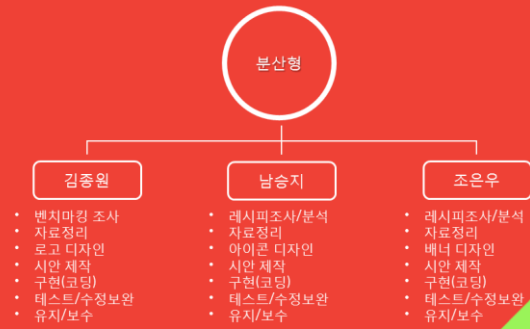 분산형
김종원
• 벤치마킹 조사
• 자료정리
• 로고 디자인
• 시안 제작
• 구현(코딩)
• 테스트/수정보완
• 유지/보수
남승지
• 레시피조사/분석
• 자료정리
• 아이콘 디자인
• 시안 제작
• 구현(코딩)
• 테스트/수정보완
• 유지/보수
조은우
• 레시피조사/분석
• 자료정리
• 배너 디자인
• 시안 제작
• 구현(코딩)
• 테스트/수정보완
• 유지/보수